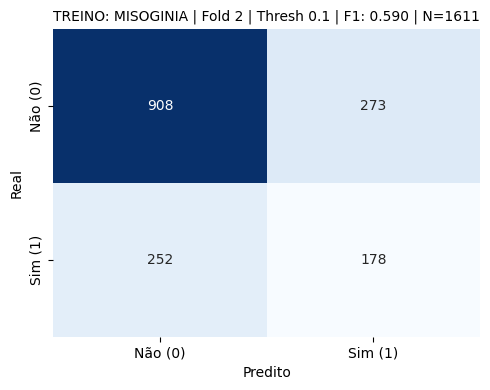 TREINO: MISOGINIA | Fold 2 | Thresh 0.1 | F1: 0.590 | N=1611
Real
Não (0)
908
273
Sim (1)
252
178
Não (0)
Sim (1)
Predito